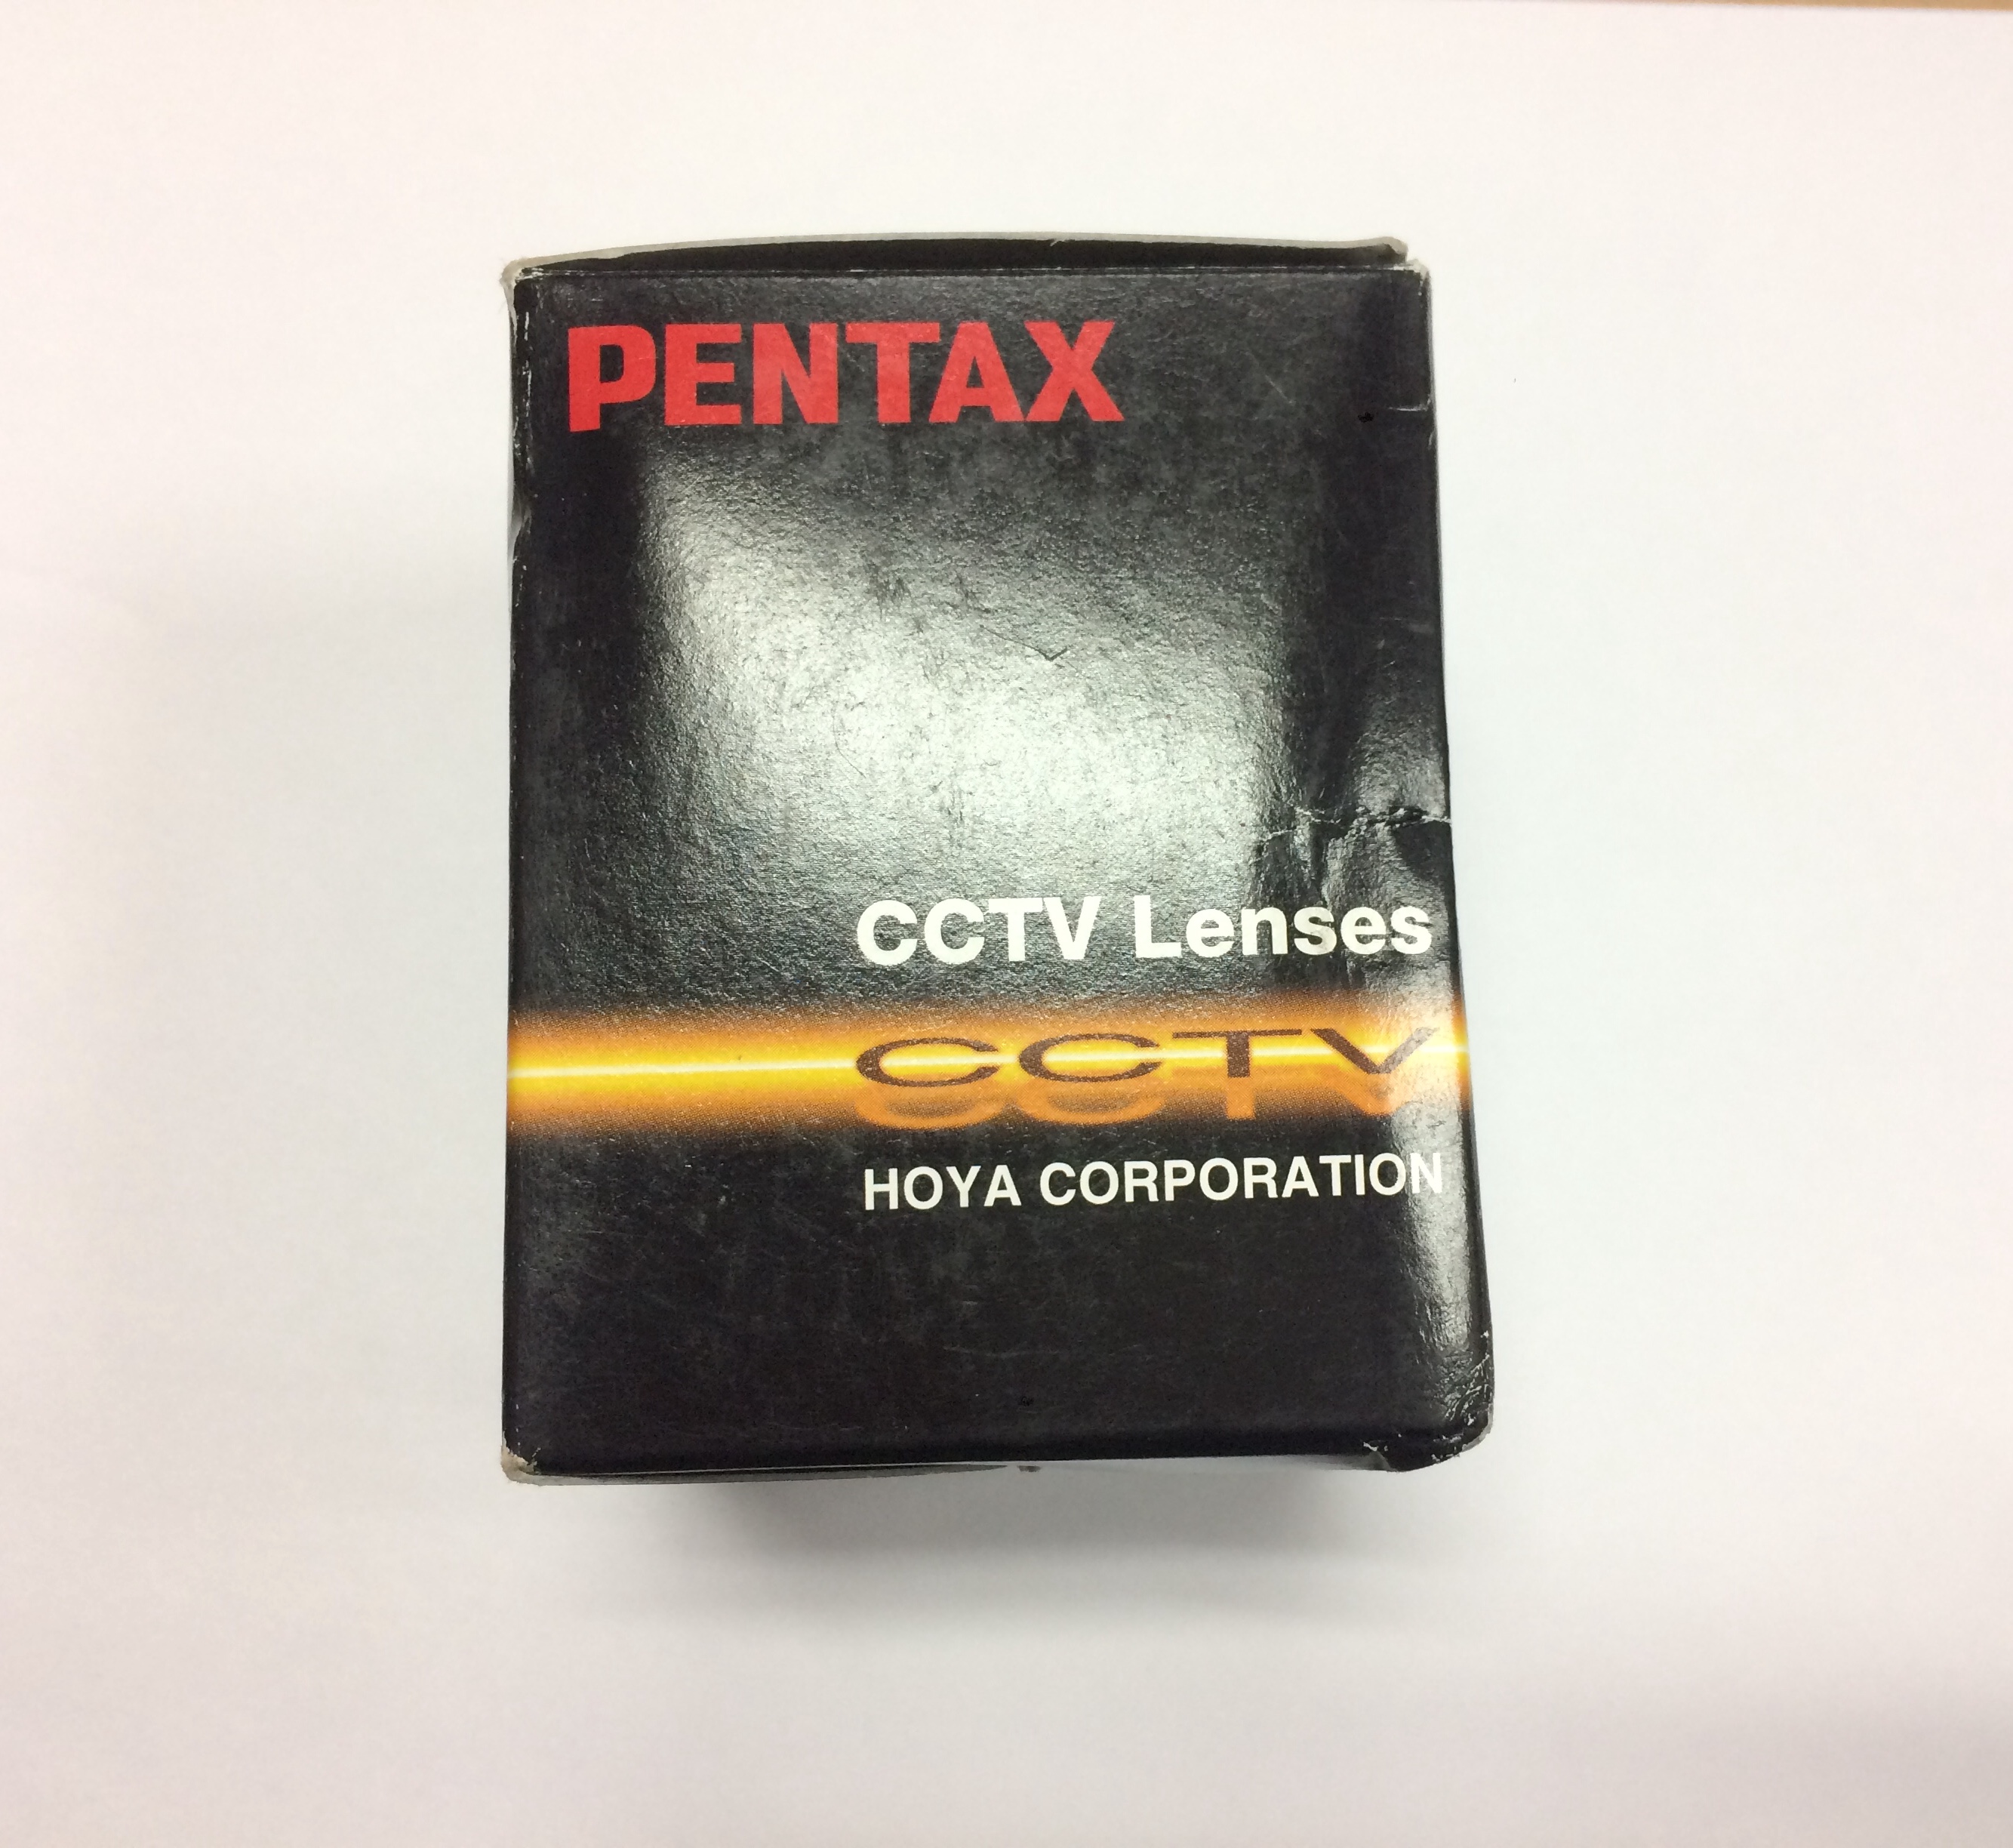 PENTAX
CCTV Lenses
CCTV
HOYA CORPORATION